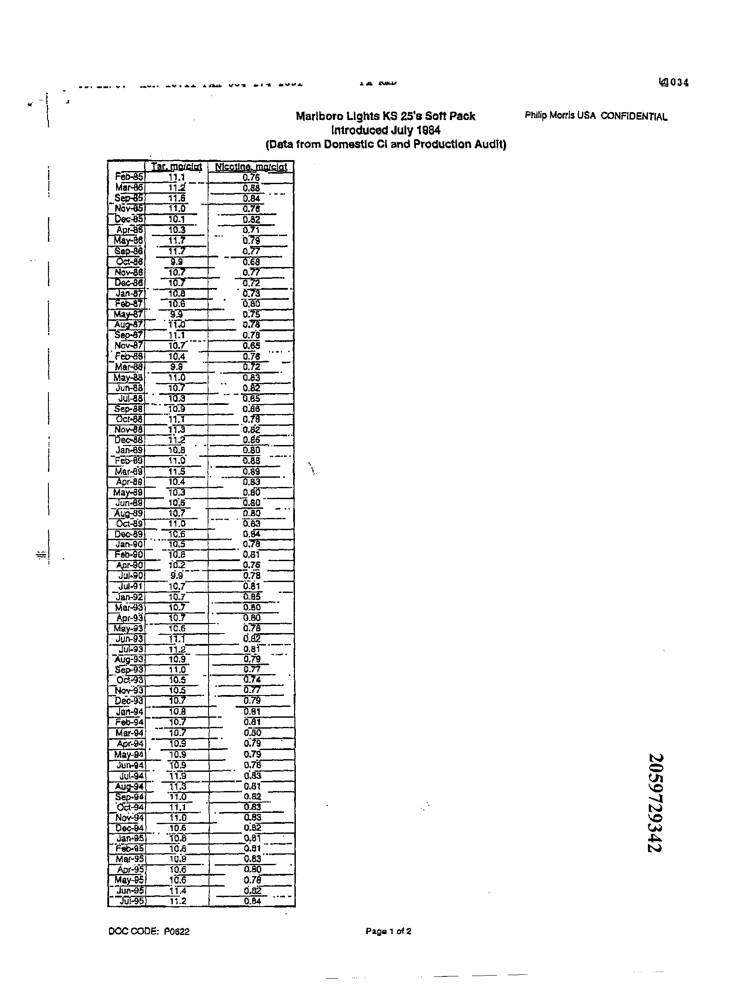 034
Marlboro Lights KS 25's Soft Pack
Philip Morris USA CONFIDENTIAL
Introduced July 1984
(Data from Domestic CI and Production Audit)
Tar, mg/cigt Nicotine, mg/cigt
Feb-85 11.1 0.76
Mar-85 11.2 0.88
Sep-85 11.6 0.84
Nov-85 11.0 0.76
Dec-85 10.1 0.82
Apr-86 10.3 0.71
May-86 11.7 0.79
Sep-86 11.7 0.77
Oct-86 9.9 0.68
Nov-86 10.7 0.77
Dec-86 10.7 0.72
Jan-87 10.8 0.73
Feb-87 10.6 0.80
May-87 9.9 0.75
Aug-87 11.0 0.78
Sep-87 11.1 0.78
Nov-87 10.7 0.65
Feb-88 10.4 0.76
Mar-88 9.9 0.72
May-88 11.0 0.83
Jun-88 10.7 0.82
Jul-88 10.3 0.85
Sep-88 10.9 0.86
Oct-88 11.1 0.78
Nov-88 11.3 0.82
Dec-88 11.2 0.86
Jan-89 10.8 0.80
Feb-89 11.0 0.88
Mar-89 11.5 0.89
Apr-89 10.4 0.83
May-89 10.3 0.80
Jun-89 10.6 0.80
Aug-89 10.7 0.80
Oct-89 11.0 0.83
Dec-89 10.6 0.84
Jan-90 10.5 0.78
Feb-90 10.8 0.81
Apr-90 10.2 0.76
Jul-90 9.9 0.78
Jul-91 10.7 0.81
Jan-92 10.7 0.85
Mar-93 10.7 0.80
Apr-93 10.7 0.80
May-93 10.6 0.78
Jun-93 11.1 0.82
Jul-93 11.2 0.81
Aug-93 10.9 0.79
Sep-93 11.0 0.77
Oct-93 10.5 0.74
Nov-93 10.5 0.77
Dec-93 10.7 0.79
Jan-94 10.8 0.81
Feb-94 10.7 0.81
Mar-94 10.7 0.80
Apr-94 10.9 0.79
May-94 10.9 0.79
Jun-94 10.9 0.78
Jul-94 11.9 0.83
Aug-94 11.3 0.81
Sep-94 11.0 0.82
Oct-94 11.1 0.83
Nov-94 11.0 0.83
Dec-94 10.6 0.82
Jan-95 10.8 0.81
Feb-95 10.8 0.81
Mar-95 10.9 0.83
Apr-95 10.6 0.80
May-95 10.6 0.78
Jun-95 11.4 0.82
Jul-95 11.2 0.84
2059729342
DOC CODE: P0622
Page 1 of 2